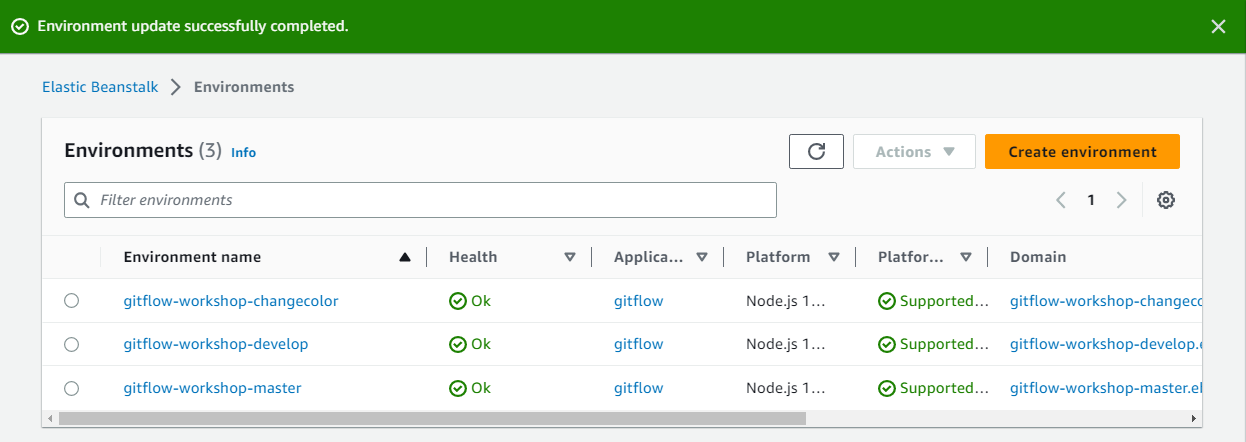 Environment update successfully completed.
Elastic Beanstalk > Environments
Environments (3) Info
Actions
Create environment
Filter environments
1
Environment name Health Applica... Platform Platfor... Domain
gitflow-workshop-changecolor Ok gitflow Node.js 1... Supported... gitflow-workshop-changeco
gitflow-workshop-develop Ok gitflow Node.js 1... Supported... gitflow-workshop-develop.e
gitflow-workshop-master Ok gitflow Node.js 1... Supported... gitflow-workshop-master.el